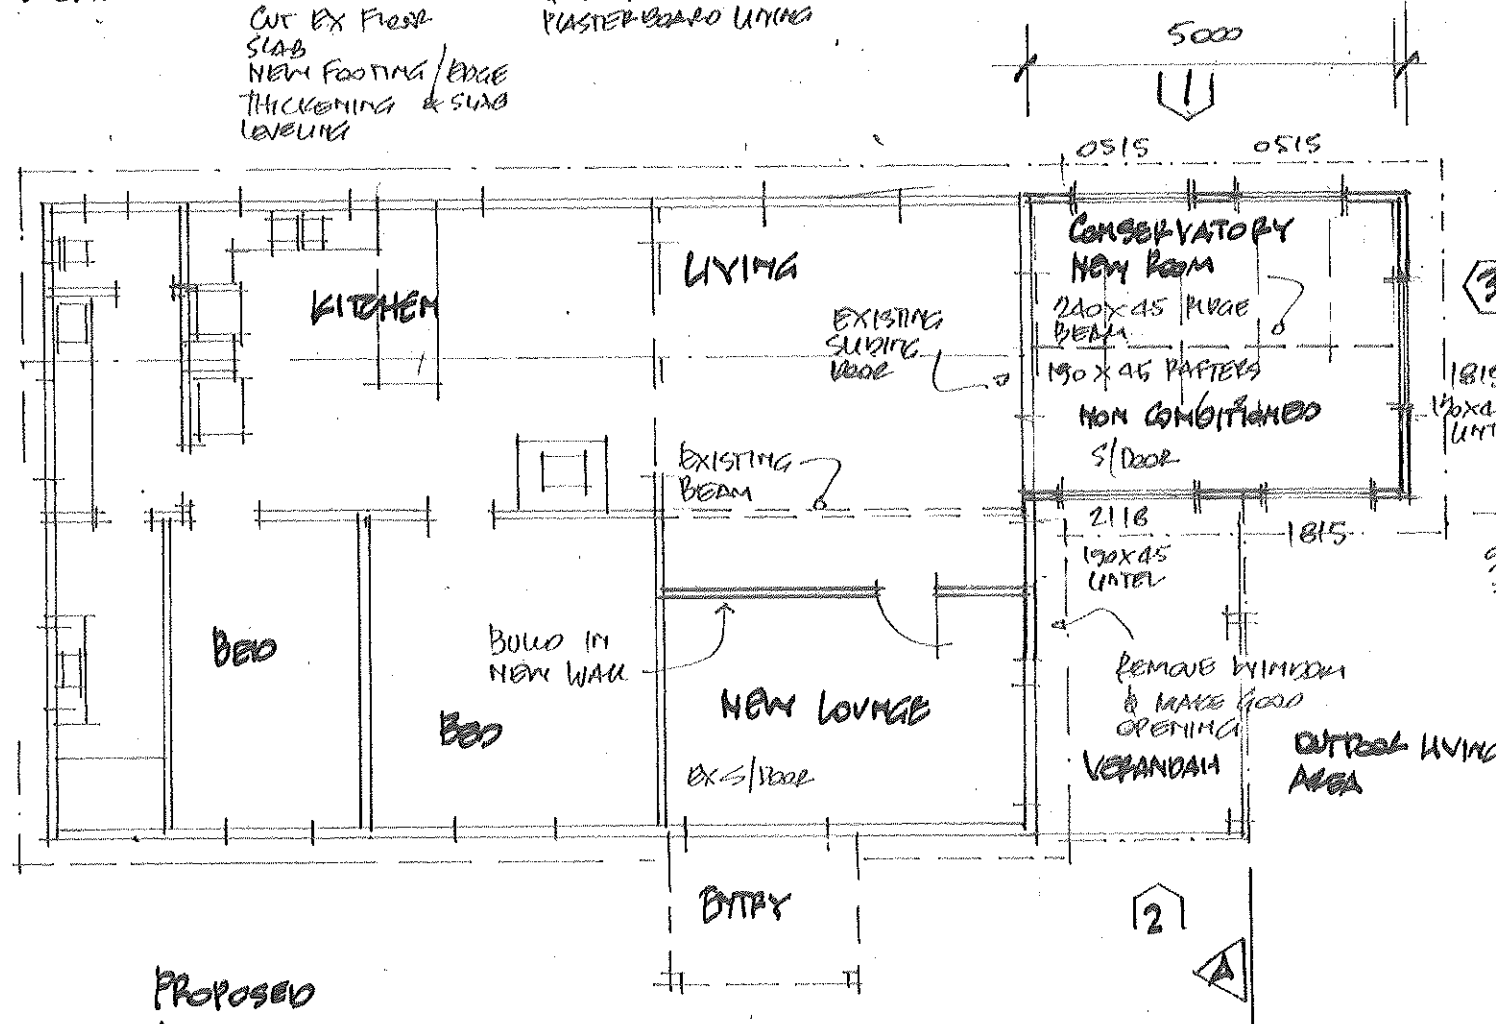 CUT EX FLOOR
SLAB
NEW FOOTING/EDGE
THICKENING & SLAB
LEVELING
PLASTERBOARD LIVING
5000
1
0515 0515
CONSERVATORY
NEW ROOM
240X45 RIDGE
BEAM
190X45 RAFTERS
NON CONDITIONED
S/DOOR
3
1815
LIVING
KITCHEN
EXISTING
SLIDING
DOOR
EXISTING
BEAM
2118
190X45
LINTEL
1815
BED
BED
BUILD IN
NEW WALL
NEW LOUNGE
EX S/DOOR
REMOVE WINDOW
& MAKE GOOD
OPENING
VERANDAH
OUTDOOR LIVING
AREA
ENTRY
2
A
PROPOSED